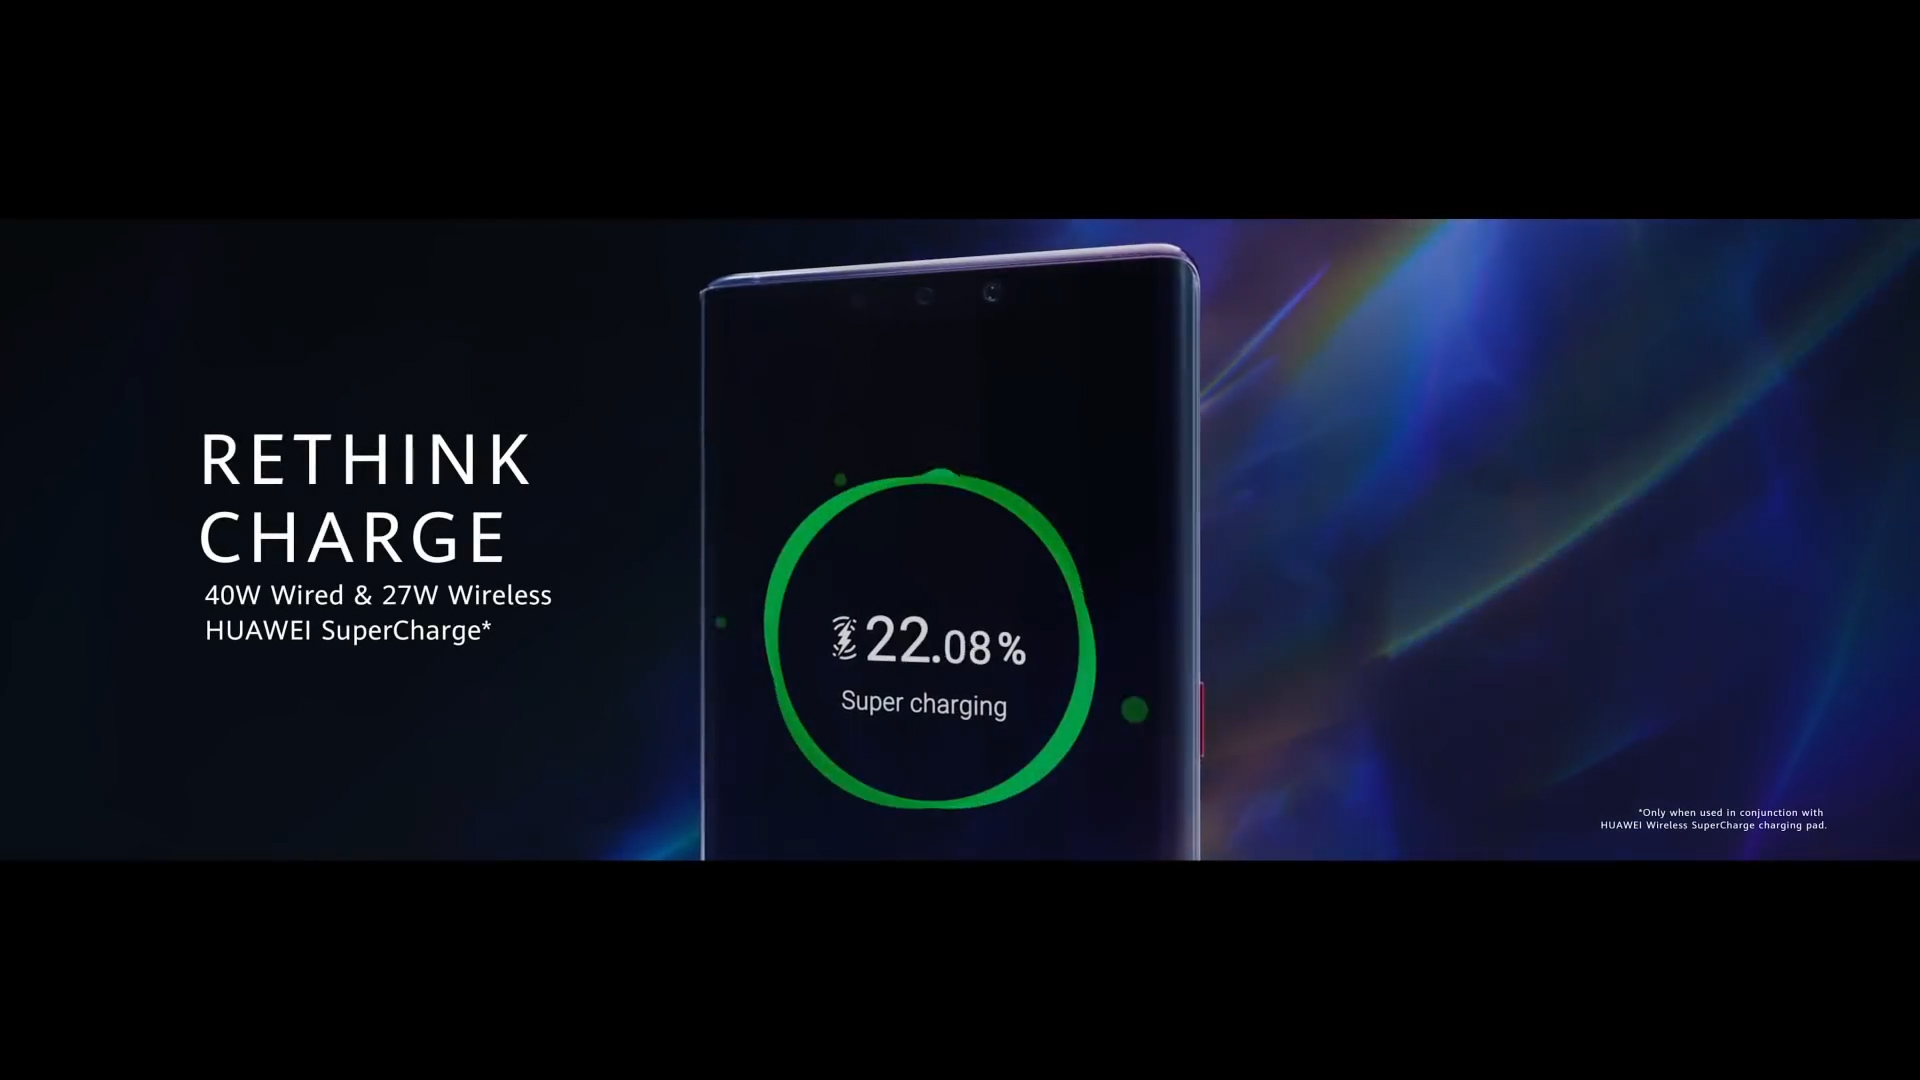 RETHINK
CHARGE
40W Wired & 27W Wireless
HUAWEI SuperCharge*
22.08%
Super charging
*Only when used in conjunction with
HUAWEI Wireless SuperCharge charging pad.